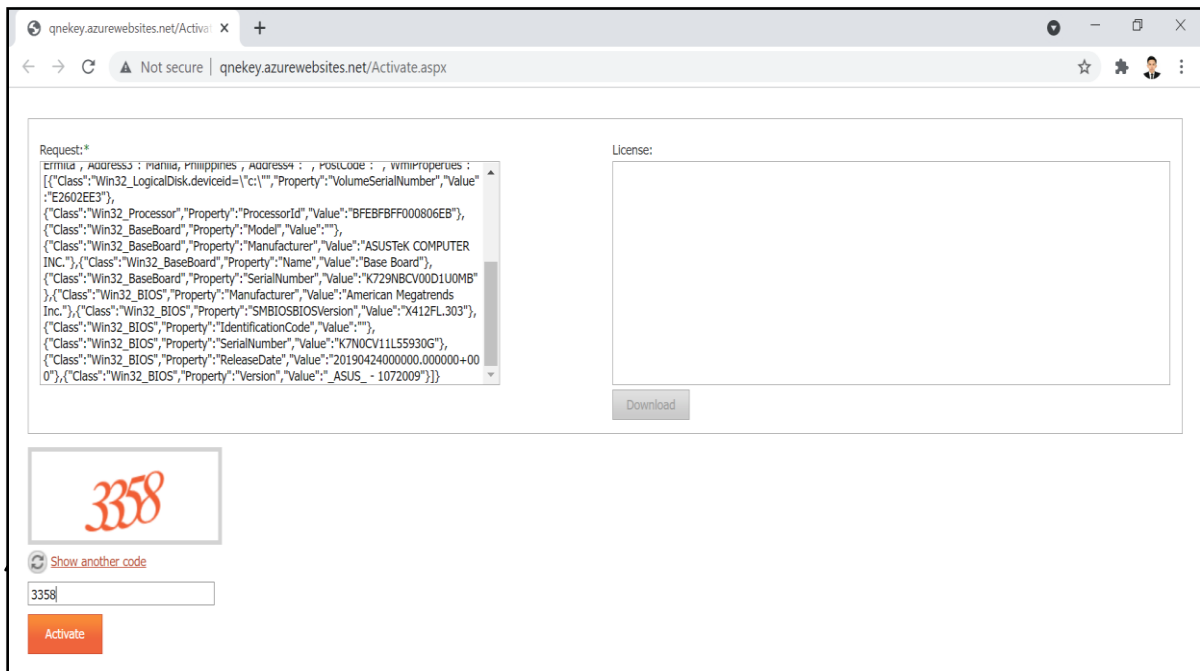 qnekey.azurewebsites.net/Activa
Not secure | qnekey.azurewebsites.net/Activate.aspx
Request:*
Ermita","Address3":"Manila, Philippines","Address4":"","PostCode":"","WmiProperties":
[{"Class":"Win32_LogicalDisk.deviceid=\"c:\"","Property":"VolumeSerialNumber","Value"
:"E2602EE3"},
{"Class":"Win32_Processor","Property":"ProcessorId","Value":"BFEBFBFF000806EB"},
{"Class":"Win32_BaseBoard","Property":"Model","Value":""},
{"Class":"Win32_BaseBoard","Property":"Manufacturer","Value":"ASUSTeK COMPUTER
INC."},{"Class":"Win32_BaseBoard","Property":"Name","Value":"Base Board"},
{"Class":"Win32_BaseBoard","Property":"SerialNumber","Value":"K729NBCV00D1U0MB"
},{"Class":"Win32_BIOS","Property":"Manufacturer","Value":"American Megatrends
Inc."},{"Class":"Win32_BIOS","Property":"SMBIOSBIOSVersion","Value":"X412FL.303"},
{"Class":"Win32_BIOS","Property":"IdentificationCode","Value":""},
{"Class":"Win32_BIOS","Property":"SerialNumber","Value":"K7N0CV11L55930G"},
{"Class":"Win32_BIOS","Property":"ReleaseDate","Value":"20190424000000.000000+00
0"},{"Class":"Win32_BIOS","Property":"Version","Value":"_ASUS_ - 1072009"}]}
License:
Download
3358
Show another code
3358
Activate